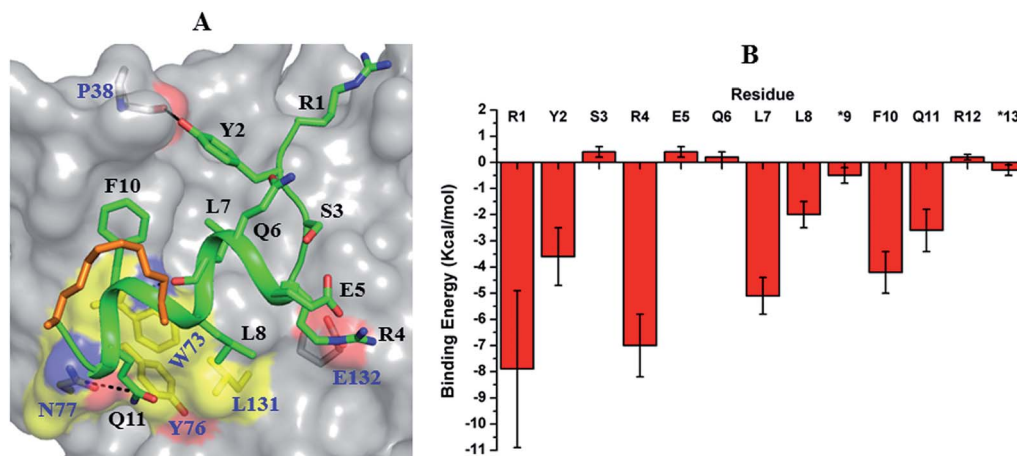 A
P38
R1
Y2
F10
L7
Q6
S3
E5
R4
L8
W73
E132
L131
N77
Q11
Y76
B
Residue
R1 Y2 S3 R4 E5 Q6 L7 L8 *9 F10 Q11 R12 *13
Binding Energy (Kcal/mol)
2
1
0
-1
-2
-3
-4
-5
-6
-7
-8
-9
-10
-11